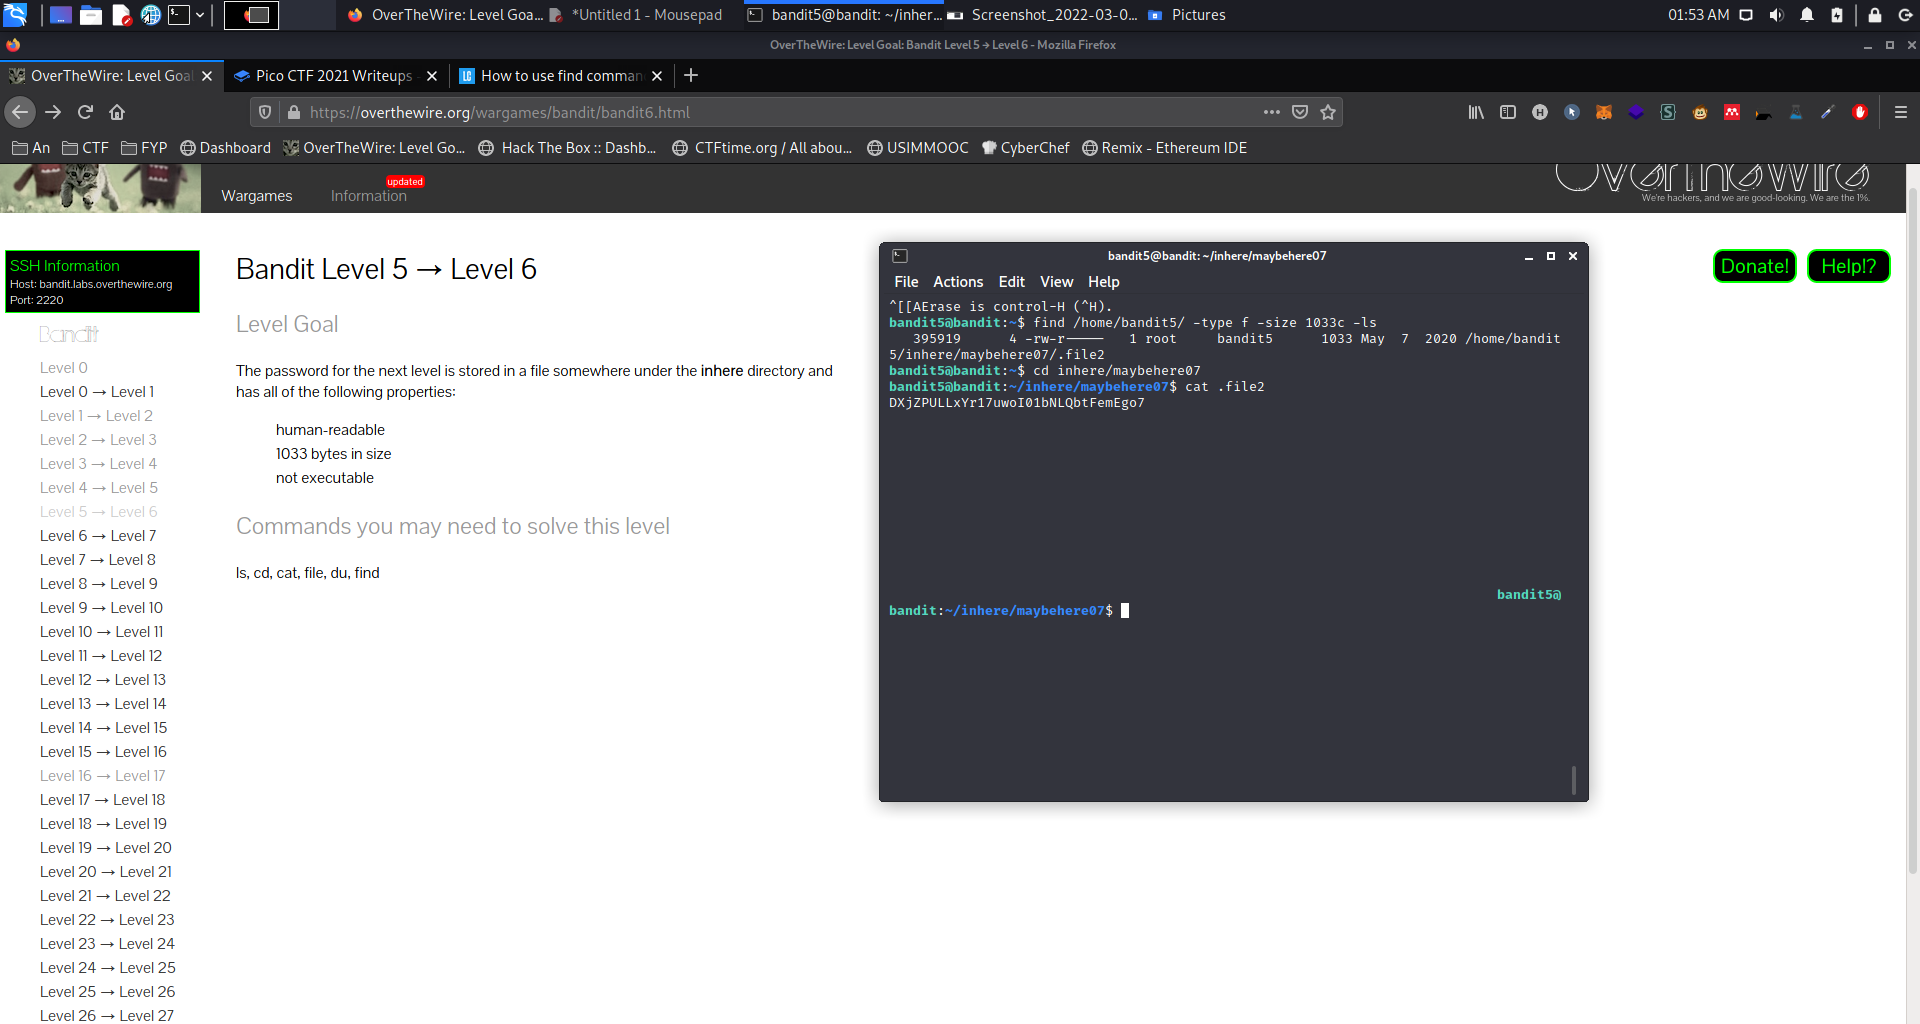 OverTheWire: Level Goa...
*Untitled 1 - Mousepad
bandit5@bandit: ~/inher...
Screenshot_2022-03-0...
Pictures
01:53 AM
OverTheWire: Level Goal: Bandit Level 5 → Level 6 - Mozilla Firefox
OverTheWire: Level Goal
Pico CTF 2021 Writeups
How to use find comman
https://overthewire.org/wargames/bandit/bandit6.html
An
CTF
FYP
Dashboard
OverTheWire: Level Go...
Hack The Box :: Dashb...
CTFtime.org / All abou...
USIMMOOC
CyberChef
Remix - Ethereum IDE
Wargames
Information
updated
OverTheWire
We're hackers, and we are good-looking. We are the 1%.
Donate!
Help!?
SSH Information
Host: bandit.labs.overthewire.org
Port: 2220
Bandit
Level 0
Level 0 → Level 1
Level 1 → Level 2
Level 2 → Level 3
Level 3 → Level 4
Level 4 → Level 5
Level 5 → Level 6
Level 6 → Level 7
Level 7 → Level 8
Level 8 → Level 9
Level 9 → Level 10
Level 10 → Level 11
Level 11 → Level 12
Level 12 → Level 13
Level 13 → Level 14
Level 14 → Level 15
Level 15 → Level 16
Level 16 → Level 17
Level 17 → Level 18
Level 18 → Level 19
Level 19 → Level 20
Level 20 → Level 21
Level 21 → Level 22
Level 22 → Level 23
Level 23 → Level 24
Level 24 → Level 25
Level 25 → Level 26
Level 26 → Level 27
Bandit Level 5 → Level 6
Level Goal
The password for the next level is stored in a file somewhere under the inhere directory and
has all of the following properties:
human-readable
1033 bytes in size
not executable
Commands you may need to solve this level
ls, cd, cat, file, du, find
bandit5@bandit: ~/inhere/maybehere07
File Actions Edit View Help
^[[AErase is control-H (^H).
bandit5@bandit:~$ find /home/bandit5/ -type f -size 1033c -ls
395919 4 -rw-r----- 1 root bandit5 1033 May 7 2020 /home/bandit
5/inhere/maybehere07/.file2
bandit5@bandit:~$ cd inhere/maybehere07
bandit5@bandit:~/inhere/maybehere07$ cat .file2
DXjZPULLxYr17uwoI01bNLQbtFemEgo7
bandit5@
bandit:~/inhere/maybehere07$